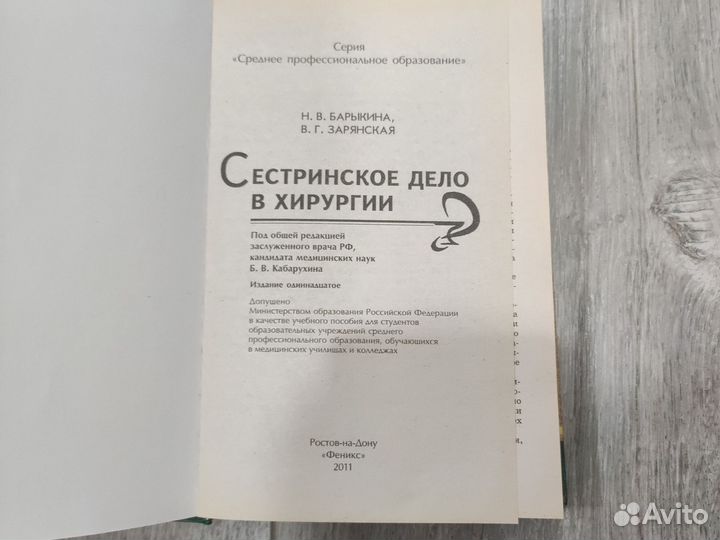 Серия
«Среднее профессиональное образование»
Н. В. БАРЫКИНА,
В. Г. ЗАРЯНСКАЯ
СЕСТРИНСКОЕ ДЕЛО
В ХИРУРГИИ
Под общей редакцией
заслуженного врача РФ,
кандидата медицинских наук
Б. В. Кабарухина
Издание одиннадцатое
Допущено
Министерством образования Российской Федерации
в качестве учебного пособия для студентов
образовательных учреждений среднего
профессионального образования, обучающихся
в медицинских училищах и колледжах
Ростов-на-Дону
«Феникс»
2011
Avito